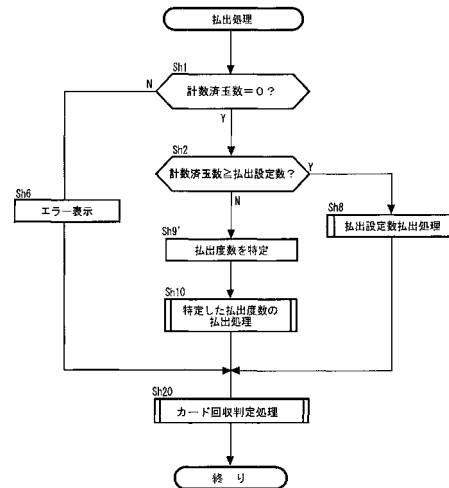 払出処理
Sh1
計数済玉数＝０？
N
Y
Sh2
計数済玉数≧払出設定数？
Y
N
Sh6
エラー表示
Sh8
払出設定数払出処理
Sh9'
払出度数を特定
Sh10
特定した払出度数の
払出処理
Sh20
カード回収判定処理
終り